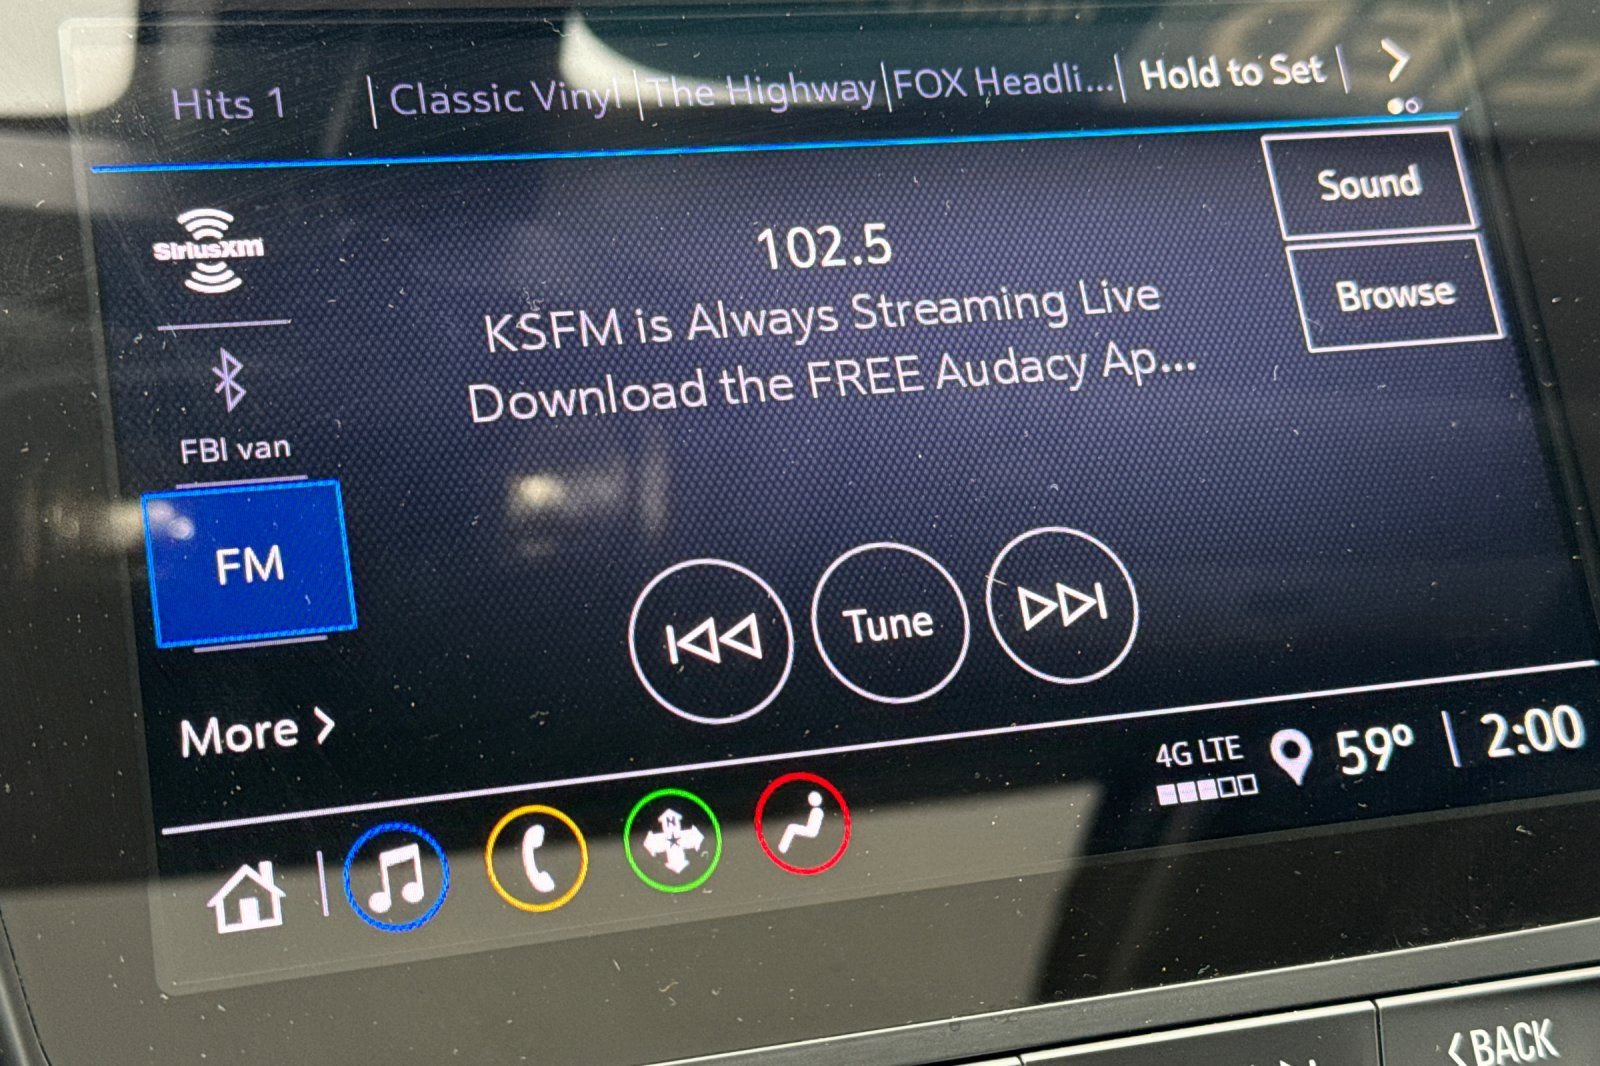 Hits 1 | Classic Vinyl | The Highway | FOX Headli... | Hold to Set | >
Sound
SiriusXM
102.5
Browse
KSFM is Always Streaming Live
Download the FREE Audacy Ap...
FBI van
FM
Tune
More >
4G LTE 59° | 2:00
N
<BACK